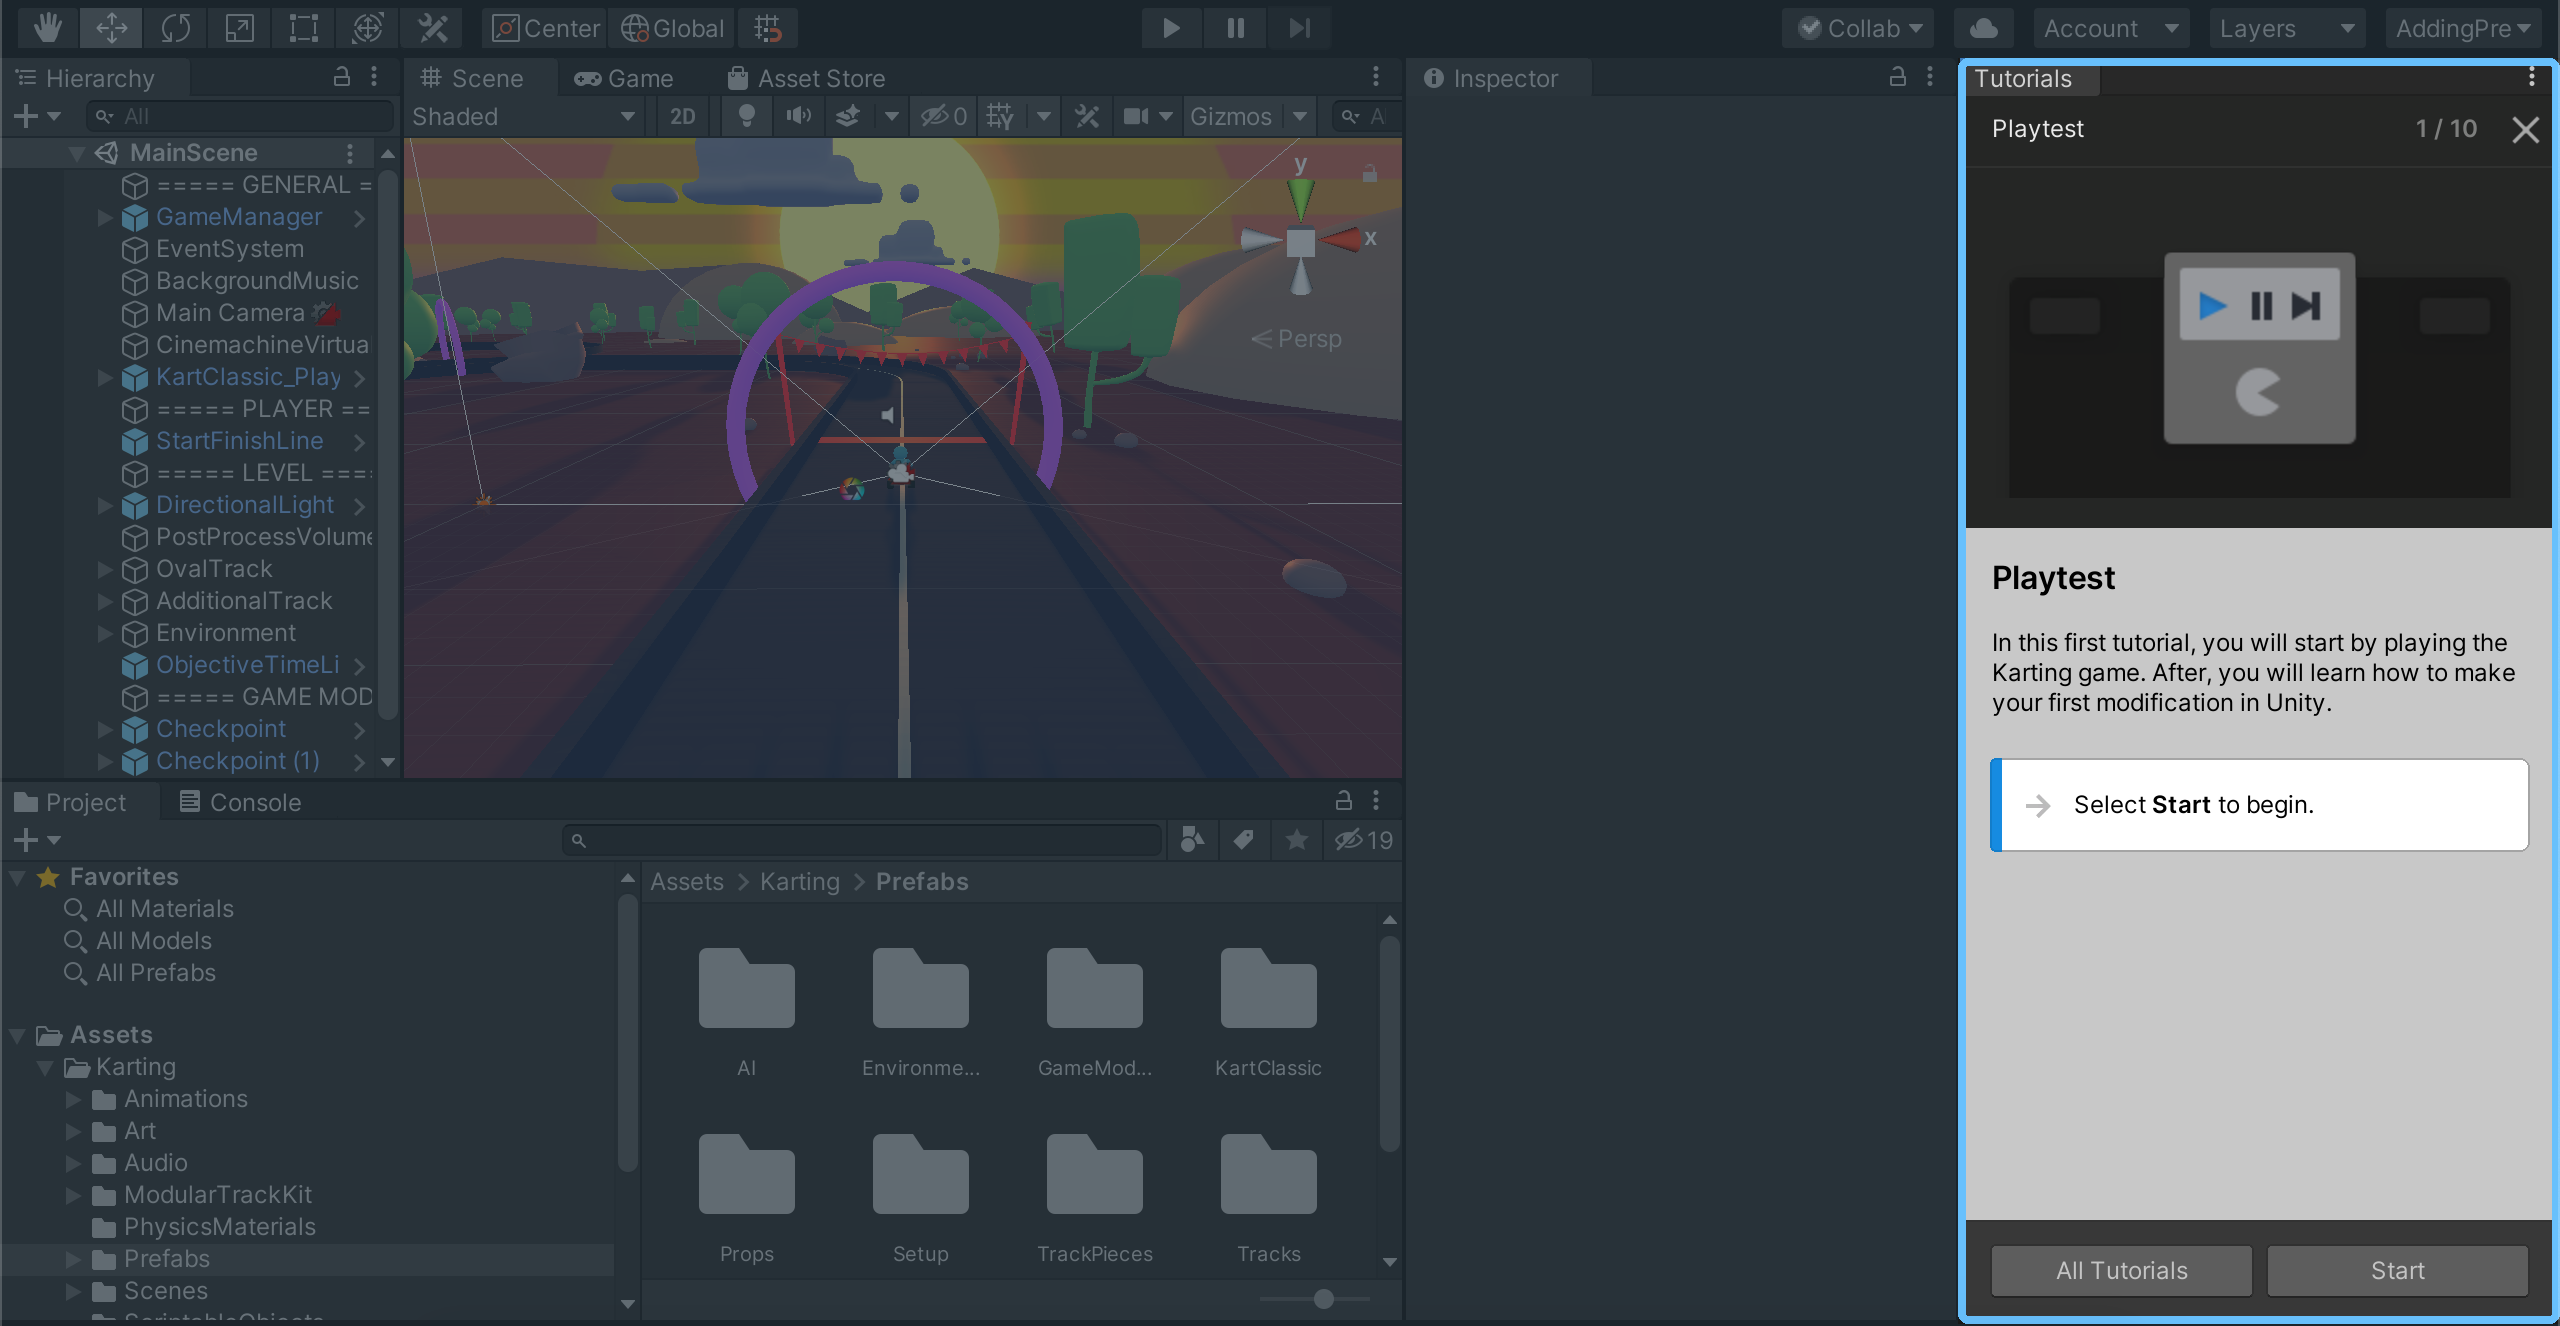 Center
Global
Collab
Account
Layers
AddingPre
Hierarchy
All
MainScene
===== GENERAL =
GameManager
EventSystem
BackgroundMusic
Main Camera
CinemachineVirtua
KartClassic_Play
===== PLAYER ==
StartFinishLine
===== LEVEL ====
DirectionalLight
PostProcessVolume
OvalTrack
AdditionalTrack
Environment
ObjectiveTimeLi
===== GAME MOD
Checkpoint
Checkpoint (1)
Scene
Game
Asset Store
Shaded
2D
0
Gizmos
A
y
x
Persp
Inspector
Project
Console
19
Favorites
All Materials
All Models
All Prefabs
Assets
Karting
Animations
Art
Audio
ModularTrackKit
PhysicsMaterials
Prefabs
Scenes
ScriptableObjects
Assets > Karting > Prefabs
AI
Environme...
GameMod...
KartClassic
Props
Setup
TrackPieces
Tracks
Tutorials
Playtest
1 / 10
Playtest
In this first tutorial, you will start by playing the
Karting game. After, you will learn how to make
your first modification in Unity.
Select Start to begin.
All Tutorials
Start